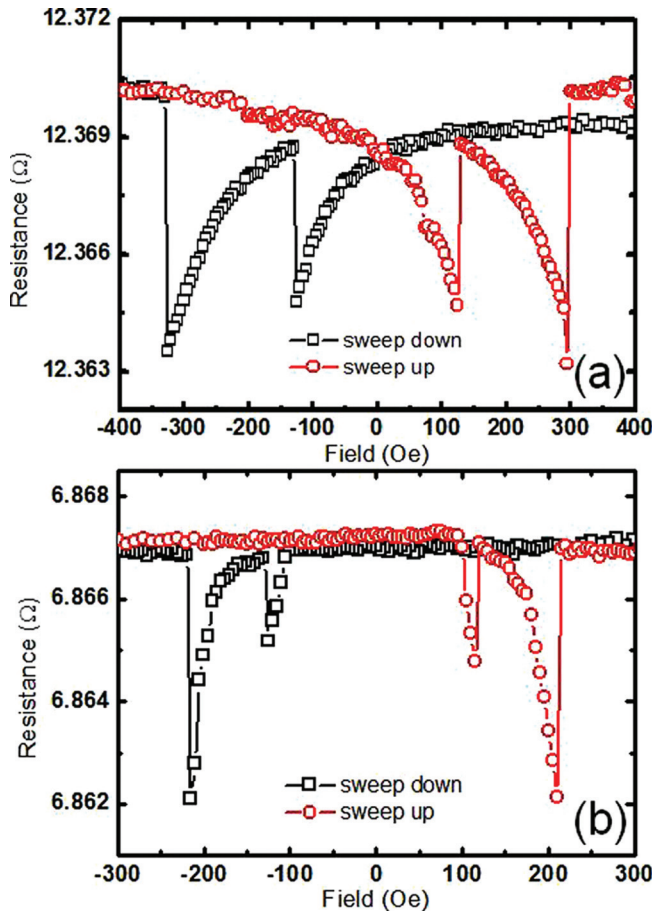 12.372
12.369
12.366
12.363
Resistance (Ω)
sweep down
sweep up
(a)
-400 -300 -200 -100 0 100 200 300 400
Field (Oe)
6.868
6.866
6.864
6.862
Resistance (Ω)
sweep down
sweep up
(b)
-300 -200 -100 0 100 200 300
Field (Oe)